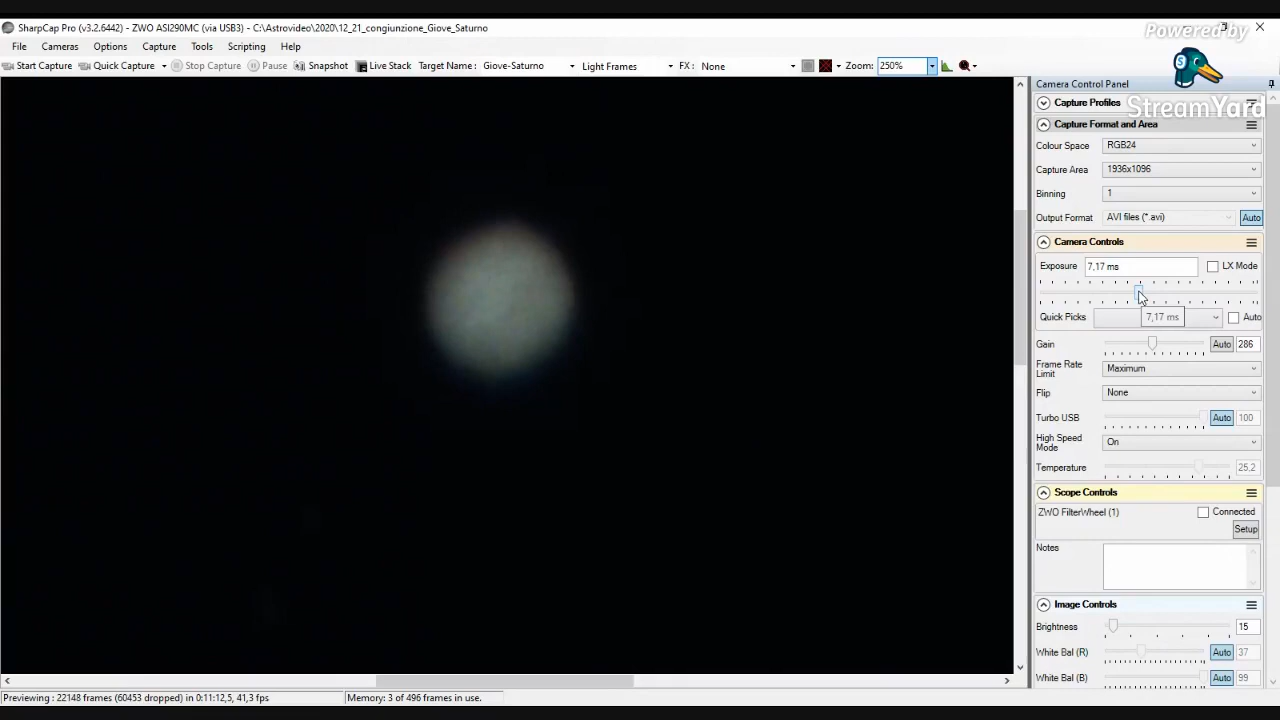 SharpCap Pro (v3.2.6442) - ZWO ASI290MC (via USB3) - C:\Astrovideo\2020\12_21_congiunzione_Giove_Saturno
Powered by
File Cameras Options Capture Tools Scripting Help
Start Capture Quick Capture Stop Capture Pause Snapshot Live Stack Target Name: Giove-Saturno Light Frames FX: None Zoom: 250%
S
StreamYard
Camera Control Panel
Capture Profiles
Capture Format and Area
Colour Space RGB24
Capture Area 1936x1096
Binning 1
Output Format AVI files (*.avi) Auto
Camera Controls
Exposure 7,17 ms LX Mode
Quick Picks 7,17 ms Auto
Gain Auto 286
Frame Rate
Limit Maximum
Flip None
Turbo USB Auto 100
High Speed
Mode On
Temperature 25,2
Scope Controls
ZWO FilterWheel (1) Connected
Setup
Notes
Image Controls
Brightness 15
White Bal (R) Auto 37
White Bal (B) Auto 99
Previewing : 22148 frames (60453 dropped) in 0:11:12,5, 41,3 fps Memory: 3 of 496 frames in use.